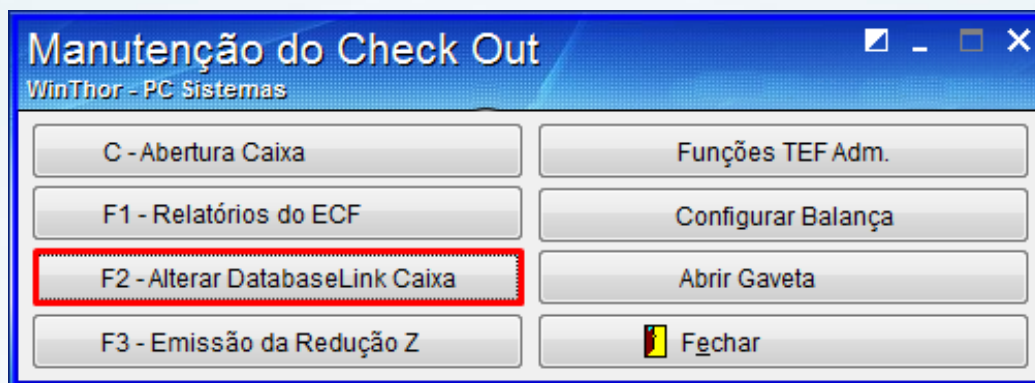 Manutenção do Check Out
WinThor - PC Sistemas
C - Abertura Caixa
Funções TEF Adm.
F1 - Relatórios do ECF
Configurar Balança
F2 - Alterar DatabaseLink Caixa
Abrir Gaveta
F3 - Emissão da Redução Z
Fechar